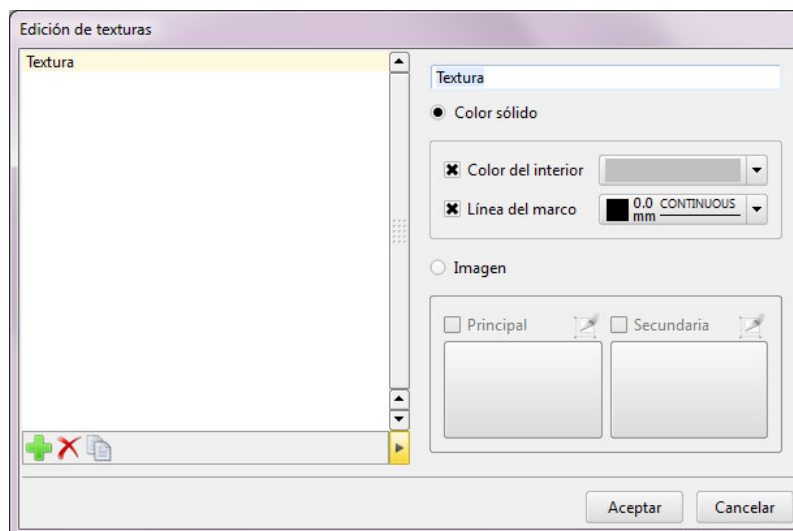 Edición de texturas
Textura
Textura
Color sólido
Color del interior
Línea del marco
0.0 mm CONTINUOUS
Imagen
Principal
Secundaria
Aceptar
Cancelar